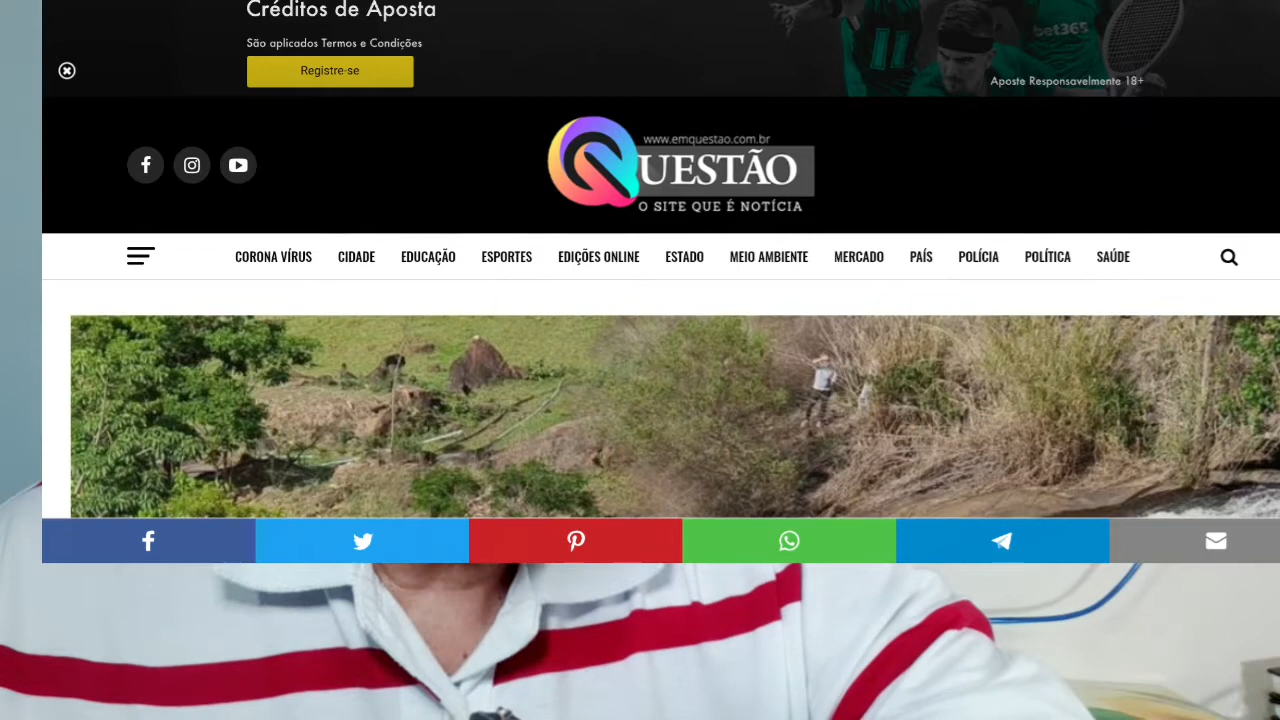 Créditos de Aposta
São aplicados Termos e Condições
Registre-se
bet365
Aposte Responsavelmente 18+
www.emquestao.com.br
QUESTÃO
O SITE QUE É NOTÍCIA
CORONA VÍRUS CIDADE EDUCAÇÃO ESPORTES EDIÇÕES ONLINE ESTADO MEIO AMBIENTE MERCADO PAÍS POLÍCIA POLÍTICA SAÚDE